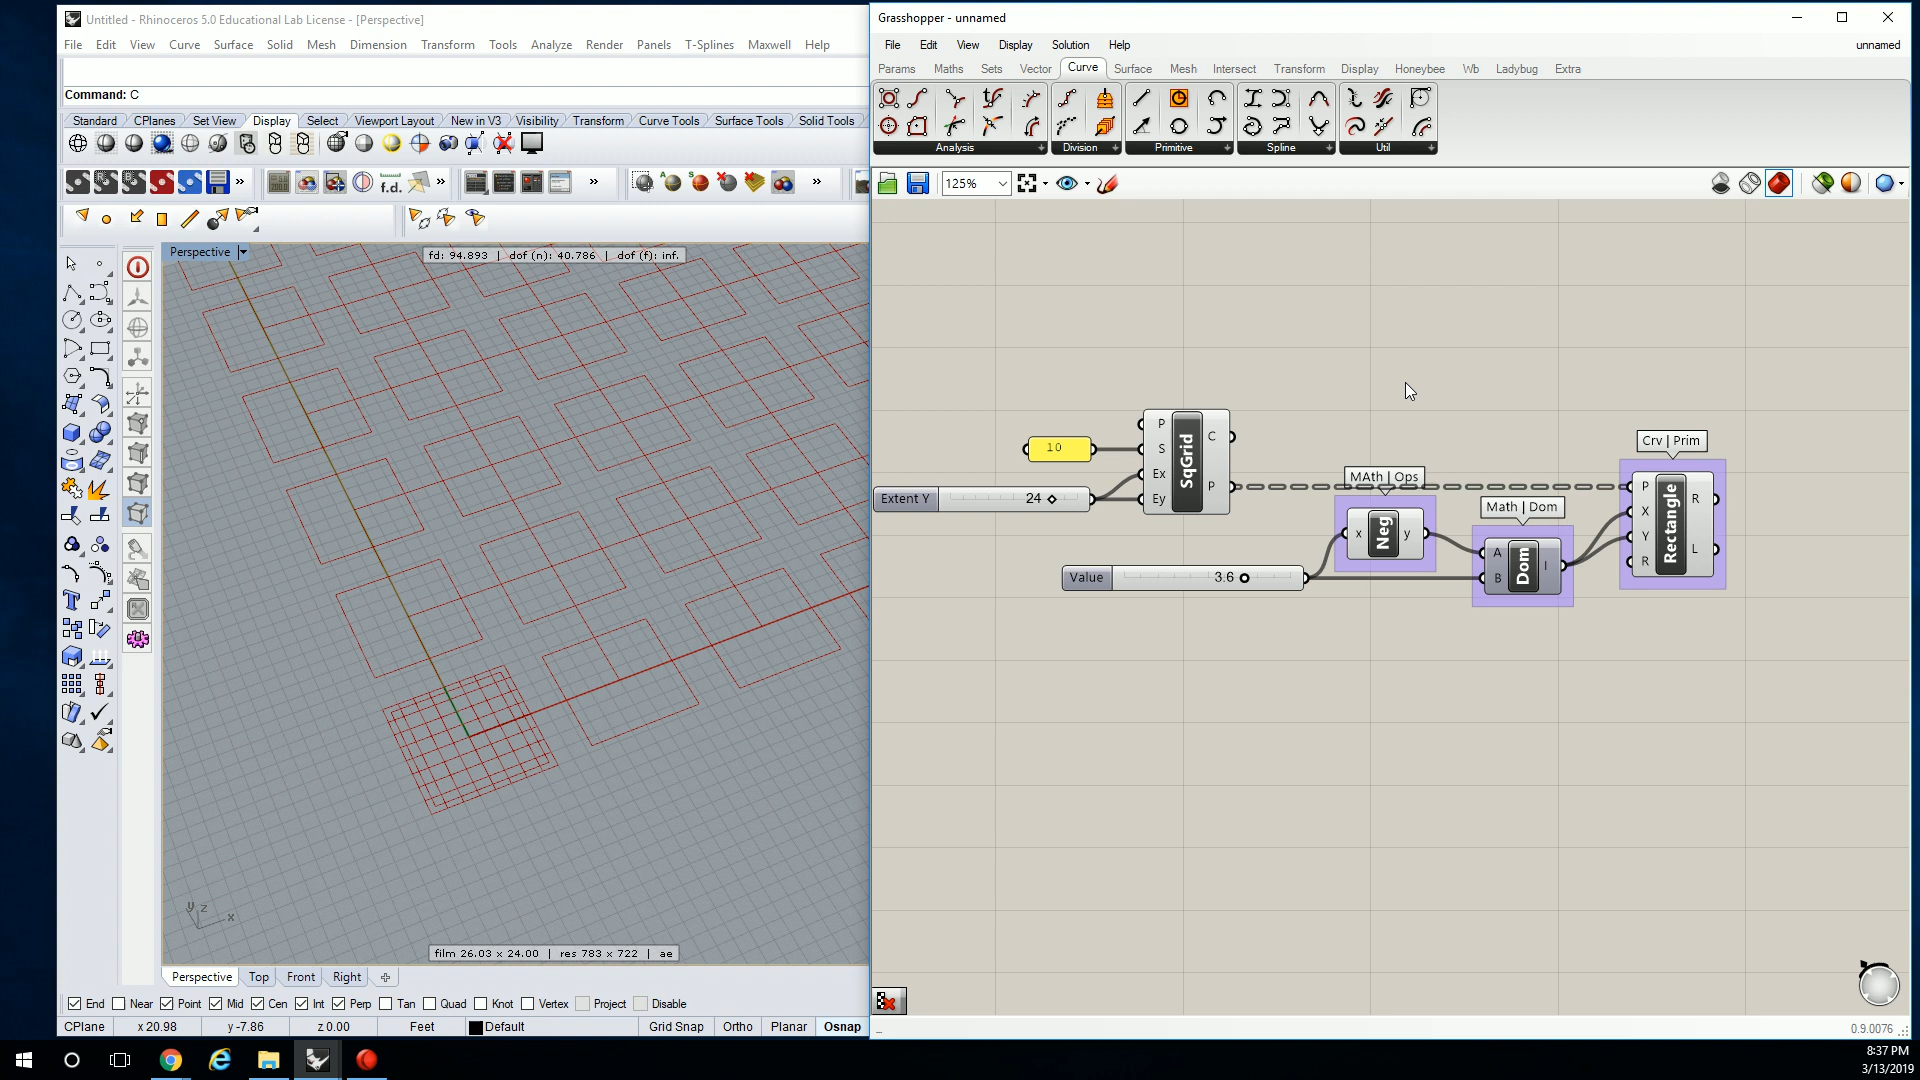 Untitled - Rhinoceros 5.0 Educational Lab License - [Perspective]
File Edit View Curve Surface Solid Mesh Dimension Transform Tools Analyze Render Panels T-Splines Maxwell Help
Command: C
Standard CPlanes Set View Display Select Viewport Layout New in V3 Visibility Transform Curve Tools Surface Tools Solid Tools
f.d.
Perspective
fd: 94.893 | dof (n): 40.786 | dof (f): inf.
y z x
film 26.03 x 24.00 | res 783 x 722 | ae
Perspective Top Front Right
End Near Point Mid Cen Int Perp Tan Quad Knot Vertex Project Disable
CPlane x 20.98 y -7.86 z 0.00 Feet Default Grid Snap Ortho Planar Osnap
Grasshopper - unnamed
File Edit View Display Solution Help unnamed
Params Maths Sets Vector Curve Surface Mesh Intersect Transform Display Honeybee Wb Ladybug Extra
Analysis Division Primitive Spline Util
125%
10
Extent Y 24
P S Ex Ey SqGrid C P
Value 3.6
MAth | Ops
x Neg y
Math | Dom
A B Dom I
Crv | Prim
P X Y R Rectangle R L
0.9.0076
8:37 PM
3/13/2019